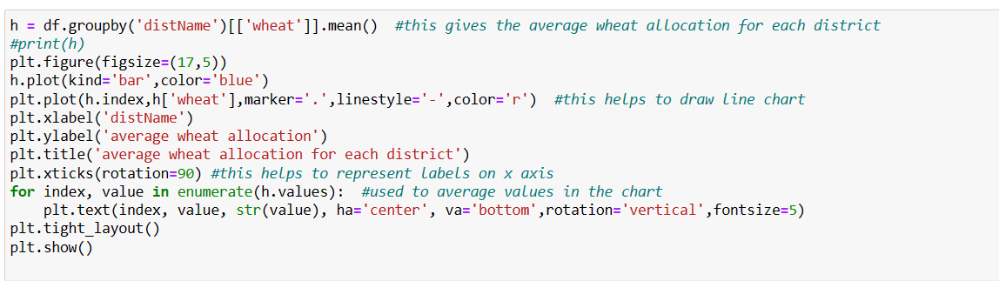 h = df.groupby('distName')[['wheat']].mean()  #this gives the average wheat allocation for each district
#print(h)
plt.figure(figsize=(17,5))
h.plot(kind='bar',color='blue')
plt.plot(h.index,h['wheat'],marker='.',linestyle='-',color='r')  #this helps to draw line chart
plt.xlabel('distName')
plt.ylabel('average wheat allocation')
plt.title('average wheat allocation for each district')
plt.xticks(rotation=90) #this helps to represent labels on x axis
for index, value in enumerate(h.values):  #used to average values in the chart
    plt.text(index, value, str(value), ha='center', va='bottom',rotation='vertical',fontsize=5)
plt.tight_layout()
plt.show()